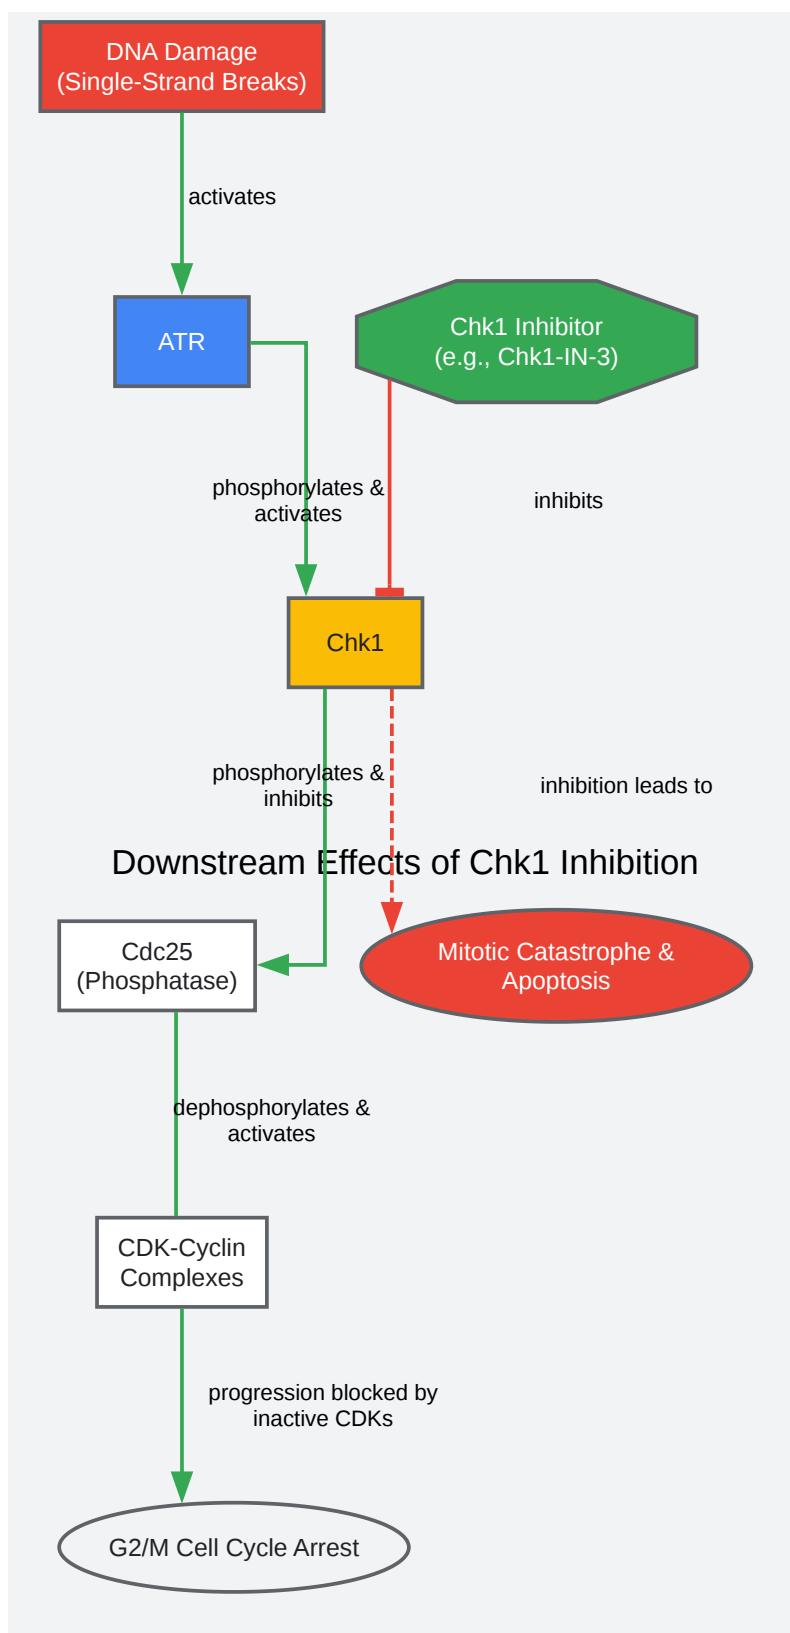 DNA Damage
(Single-Strand Breaks)
activates
ATR
Chk1 Inhibitor
(e.g., Chk1-IN-3)
phosphorylates &
activates
inhibits
Chk1
phosphorylates &
inhibits
inhibition leads to
Downstream Effects of Chk1 Inhibition
Cdc25
(Phosphatase)
Mitotic Catastrophe &
Apoptosis
dephosphorylates &
activates
CDK-Cyclin
Complexes
progression blocked by
inactive CDKs
G2/M Cell Cycle Arrest